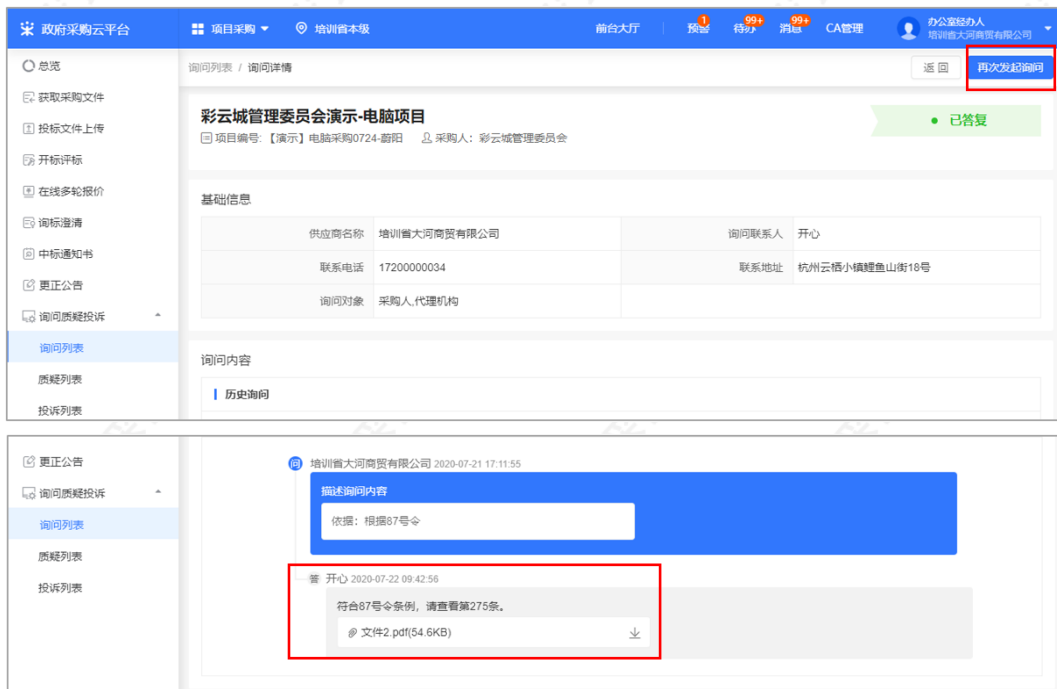 政府采购云平台 项目采购 培训省本级 前台大厅 预警 1 待办 99+ 消息 99+ CA管理 办公室经办人
培训省大河商贸有限公司
总览
获取采购文件
投标文件上传
开标评标
在线多轮报价
询标澄清
中标通知书
更正公告
询问质疑投诉
询问列表
质疑列表
投诉列表
询问列表 / 询问详情 返回 再次发起询问
彩云城管理委员会演示-电脑项目 已答复
项目编号: 【演示】电脑采购0724-蔚阳 采购人: 彩云城管理委员会
基础信息
供应商名称 培训省大河商贸有限公司 询问联系人 开心
联系电话 17200000034 联系地址 杭州云栖小镇鲤鱼山街18号
询问对象 采购人,代理机构
询问内容
历史询问
更正公告
询问质疑投诉
询问列表
质疑列表
投诉列表
问 培训省大河商贸有限公司 2020-07-21 17:11:55
描述询问内容
依据：根据87号令
答 开心 2020-07-22 09:42:56
符合87号令条例，请查看第275条。
文件2.pdf(54.6KB)